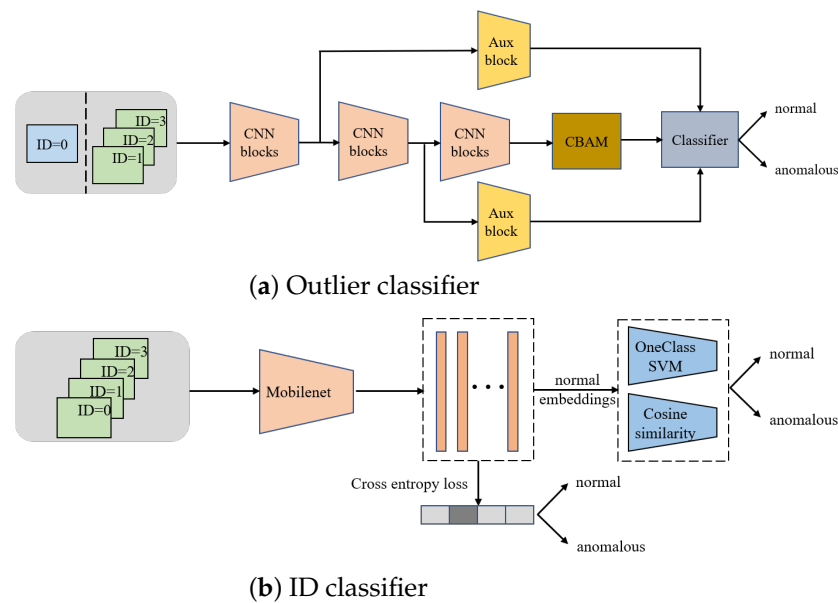 Aux
block
ID=0
ID=3
ID=2
ID=1
CNN
blocks
CNN
blocks
CNN
blocks
CBAM
Classifier
normal
anomalous
Aux
block
(a) Outlier classifier
ID=3
ID=2
ID=1
ID=0
Mobilenet
normal
embeddings
OneClass
SVM
Cosine
similarity
normal
anomalous
Cross entropy loss
normal
anomalous
(b) ID classifier